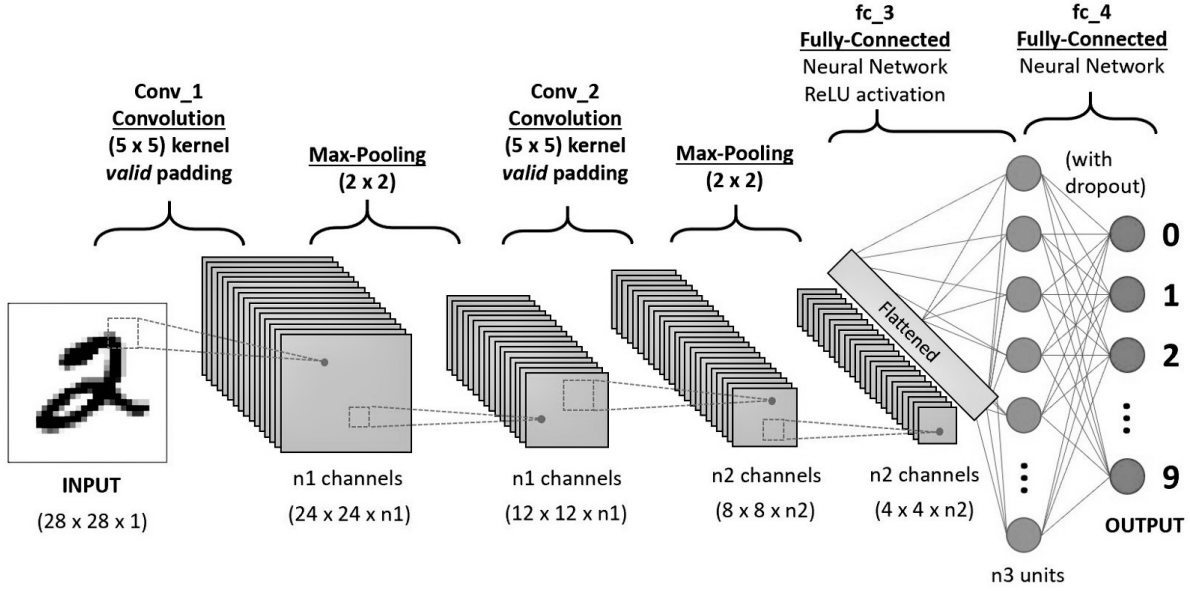 Conv_1
Convolution
(5 x 5) kernel
valid padding
Max-Pooling
(2 x 2)
Conv_2
Convolution
(5 x 5) kernel
valid padding
Max-Pooling
(2 x 2)
fc_3
Fully-Connected
Neural Network
ReLU activation
fc_4
Fully-Connected
Neural Network
(with
dropout)
Flattened
0
1
2
9
OUTPUT
2
INPUT
(28 x 28 x 1)
n1 channels
(24 x 24 x n1)
n1 channels
(12 x 12 x n1)
n2 channels
(8 x 8 x n2)
n2 channels
(4 x 4 x n2)
n3 units